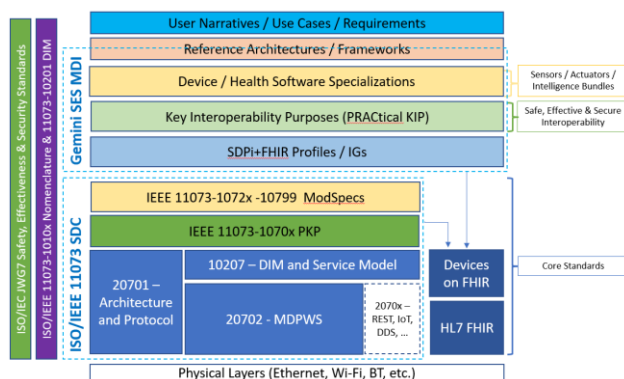 User Narratives / Use Cases / Requirements
Reference Architectures / Frameworks
Device / Health Software Specializations
Key Interoperability Purposes (PRACtical KIP)
SDPi+FHIR Profiles / IGs
Sensors / Actuators /
Intelligence Bundles
Safe, Effective & Secure
Interoperability
ISO/IEC JWG7 Safety, Effectiveness & Security Standards
ISO/IEEE 11073-1010x Nomenclature & 11073-10201 DIM
Gemini SES MDI
ISO/IEEE 11073 SDC
IEEE 11073-1072x -10799 ModSpecs
IEEE 11073-1070x PKP
20701 –
Architecture
and Protocol
10207 – DIM and Service Model
20702 - MDPWS
2070x –
REST, IoT,
DDS, ...
Devices
on FHIR
HL7 FHIR
Core Standards
Physical Layers (Ethernet, Wi-Fi, BT, etc.)